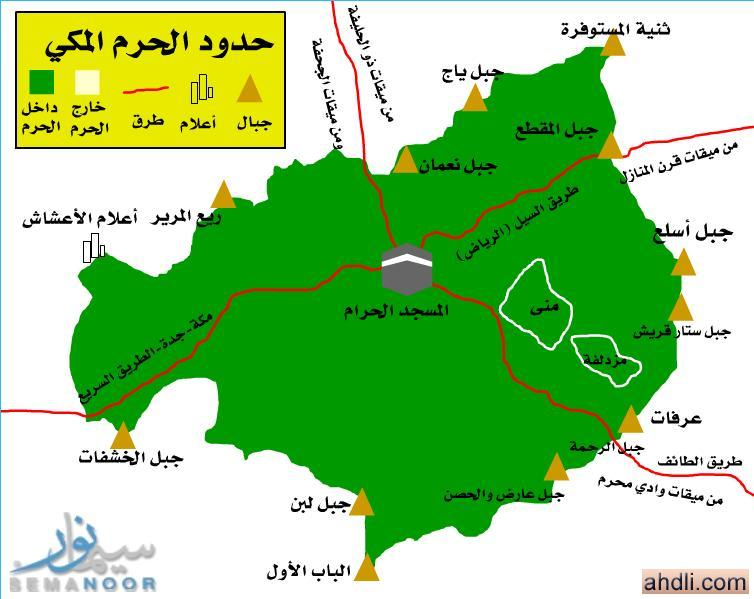 حدود الحرم المكي
جبال
أعلام
طرق
خارج
الحرم
داخل
الحرم
ثنية المستوفرة
من ميقات ذو الحليفة
ومن ميقات الجحفة
جبل ياج
جبل المقطع
من ميقات قرن المنازل
جبل نعمان
طريق السيل (الرياض)
ريع المرير
أعلام الأعشاش
جبل أسلع
منى
المسجد الحرام
جبل ستار قريش
مكة-جدة-الطريق السريع
مزدلفة
عرفات
جبل الرحمة
طريق الطائف
من ميقات وادي محرم
جبل الخشفات
جبل عارض والحصن
جبل لبن
الباب الأول
سيما نور
SEMANOOR
ahdli.com